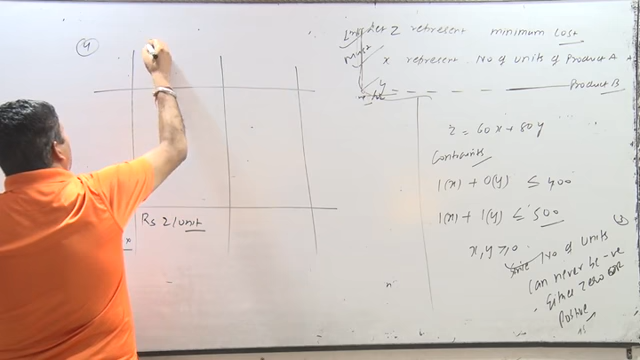 4
Rs 2/unit
x
Let Z represent minimum Cost
x represent No of units of Product A
y
Product B
z = 60x + 80y
Contraints
1(x) + 0(y) ≤ 400
1(x) + 1(y) ≤ 500
x, y ≥ 0
No of units
Can never be -ve
Either Zero OR
Positive